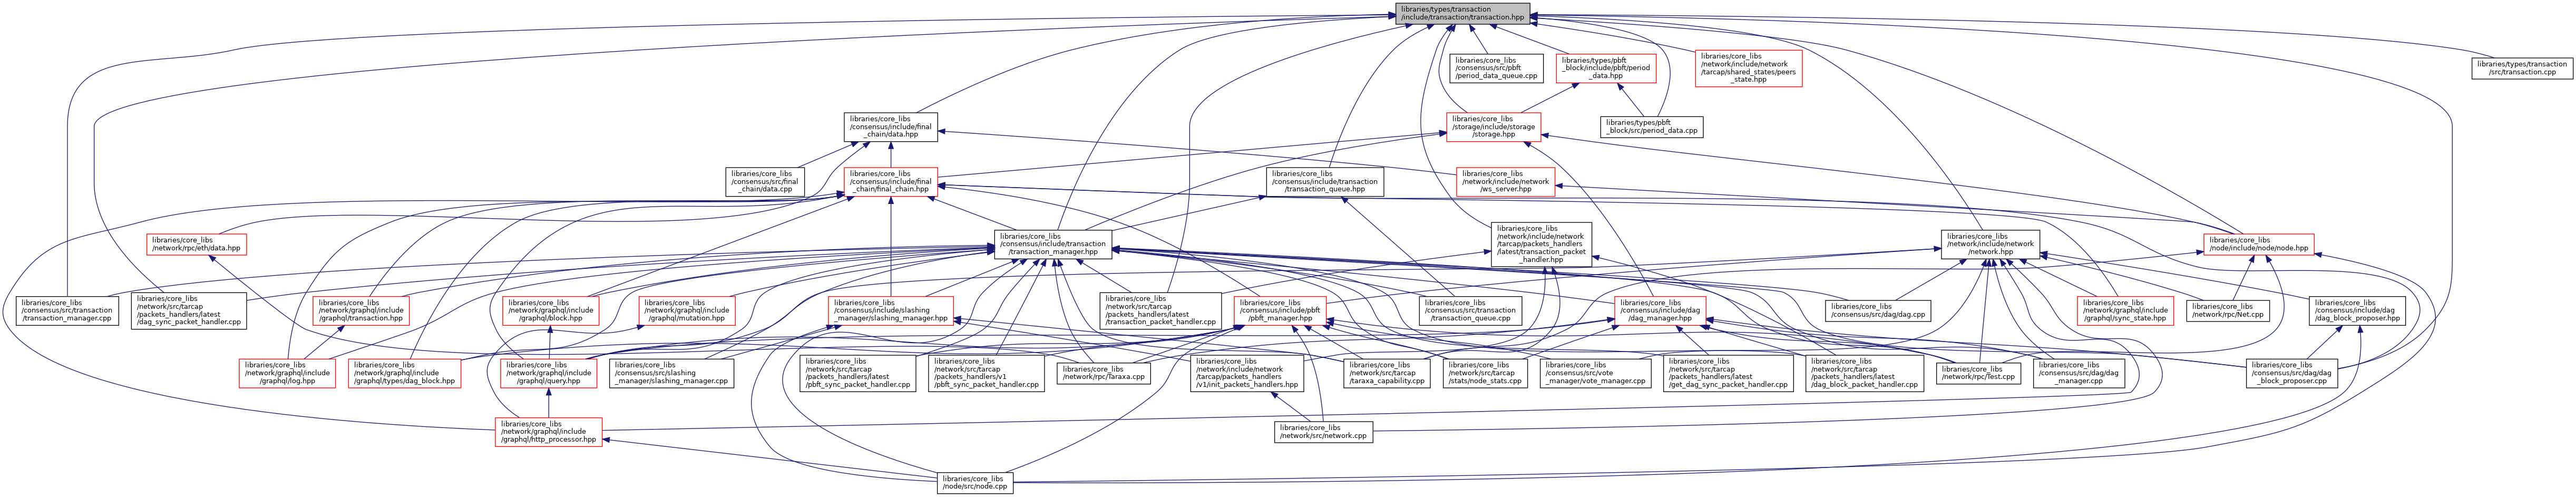 libraries/types/transaction
/include/transaction/transaction.hpp
libraries/core_libs
/consensus/src/pbft
/period_data_queue.cpp
libraries/types/pbft
_block/include/pbft/period
_data.hpp
libraries/core_libs
/network/include/network
/tarcap/shared_states/peers
_state.hpp
libraries/types/transaction
/src/transaction.cpp
libraries/core_libs
/consensus/include/final
_chain/data.hpp
libraries/core_libs
/storage/include/storage
/storage.hpp
libraries/types/pbft
_block/src/period_data.cpp
libraries/core_libs
/consensus/src/final
_chain/data.cpp
libraries/core_libs
/consensus/include/final
_chain/final_chain.hpp
libraries/core_libs
/consensus/include/transaction
/transaction_queue.hpp
libraries/core_libs
/network/include/network
/ws_server.hpp
libraries/core_libs
/network/rpc/eth/data.hpp
libraries/core_libs
/consensus/include/transaction
/transaction_manager.hpp
libraries/core_libs
/network/include/network
/tarcap/packets_handlers
/latest/transaction_packet
_handler.hpp
libraries/core_libs
/network/include/network
/network.hpp
libraries/core_libs
/node/include/node/node.hpp
libraries/core_libs
/consensus/src/transaction
/transaction_manager.cpp
libraries/core_libs
/network/src/tarcap
/packets_handlers/latest
/dag_sync_packet_handler.cpp
libraries/core_libs
/network/graphql/include
/graphql/transaction.hpp
libraries/core_libs
/network/graphql/include
/graphql/block.hpp
libraries/core_libs
/network/graphql/include
/graphql/mutation.hpp
libraries/core_libs
/consensus/include/slashing
_manager/slashing_manager.hpp
libraries/core_libs
/network/src/tarcap
/packets_handlers/latest
/transaction_packet_handler.cpp
libraries/core_libs
/consensus/include/pbft
/pbft_manager.hpp
libraries/core_libs
/consensus/src/transaction
/transaction_queue.cpp
libraries/core_libs
/consensus/include/dag
/dag_manager.hpp
libraries/core_libs
/consensus/src/dag/dag.cpp
libraries/core_libs
/network/graphql/include
/graphql/sync_state.hpp
libraries/core_libs
/network/rpc/Net.cpp
libraries/core_libs
/consensus/include/dag
/dag_block_proposer.hpp
libraries/core_libs
/network/graphql/include
/graphql/log.hpp
libraries/core_libs
/network/graphql/include
/graphql/types/dag_block.hpp
libraries/core_libs
/network/graphql/include
/graphql/query.hpp
libraries/core_libs
/consensus/src/slashing
_manager/slashing_manager.cpp
libraries/core_libs
/network/src/tarcap
/packets_handlers/latest
/pbft_sync_packet_handler.cpp
libraries/core_libs
/network/src/tarcap
/packets_handlers/v1
/pbft_sync_packet_handler.cpp
libraries/core_libs
/network/rpc/Taraxa.cpp
libraries/core_libs
/network/include/network
/tarcap/packets_handlers
/v1/init_packets_handlers.hpp
libraries/core_libs
/network/src/tarcap
/taraxa_capability.cpp
libraries/core_libs
/network/src/tarcap
/stats/node_stats.cpp
libraries/core_libs
/consensus/src/vote
_manager/vote_manager.cpp
libraries/core_libs
/network/src/tarcap
/packets_handlers/latest
/get_dag_sync_packet_handler.cpp
libraries/core_libs
/network/src/tarcap
/packets_handlers/latest
/dag_block_packet_handler.cpp
libraries/core_libs
/network/rpc/Test.cpp
libraries/core_libs
/consensus/src/dag/dag
_manager.cpp
libraries/core_libs
/consensus/src/dag/dag
_block_proposer.cpp
libraries/core_libs
/network/graphql/include
/graphql/http_processor.hpp
libraries/core_libs
/network/src/network.cpp
libraries/core_libs
/node/src/node.cpp